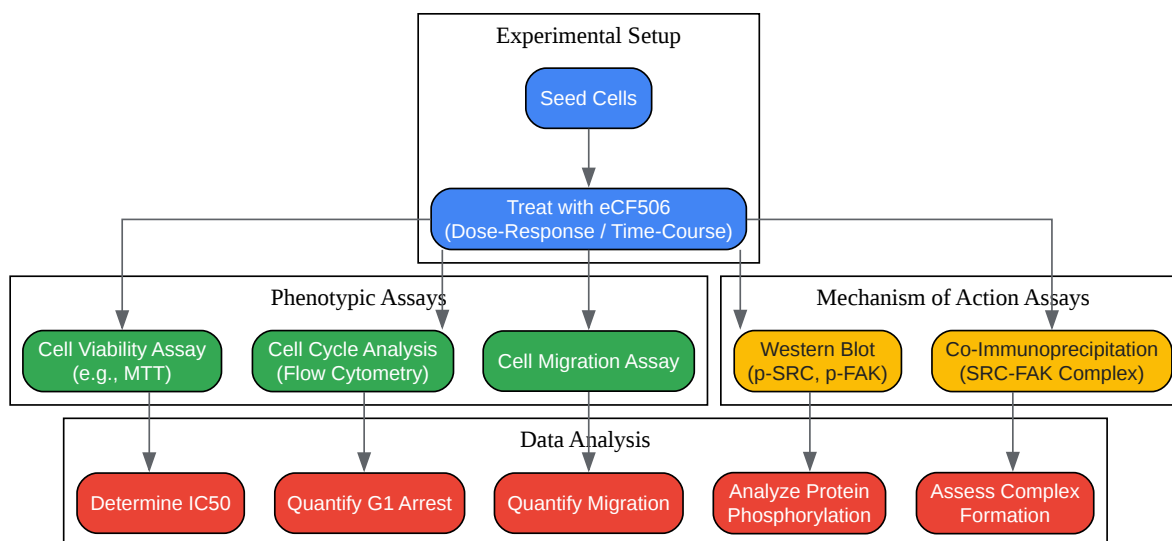 Experimental Setup
Seed Cells
Treat with eCF506
(Dose-Response / Time-Course)
Phenotypic Assays
Mechanism of Action Assays
Cell Viability Assay
(e.g., MTT)
Cell Cycle Analysis
(Flow Cytometry)
Cell Migration Assay
Western Blot
(p-SRC, p-FAK)
Co-Immunoprecipitation
(SRC-FAK Complex)
Data Analysis
Determine IC50
Quantify G1 Arrest
Quantify Migration
Analyze Protein
Phosphorylation
Assess Complex
Formation